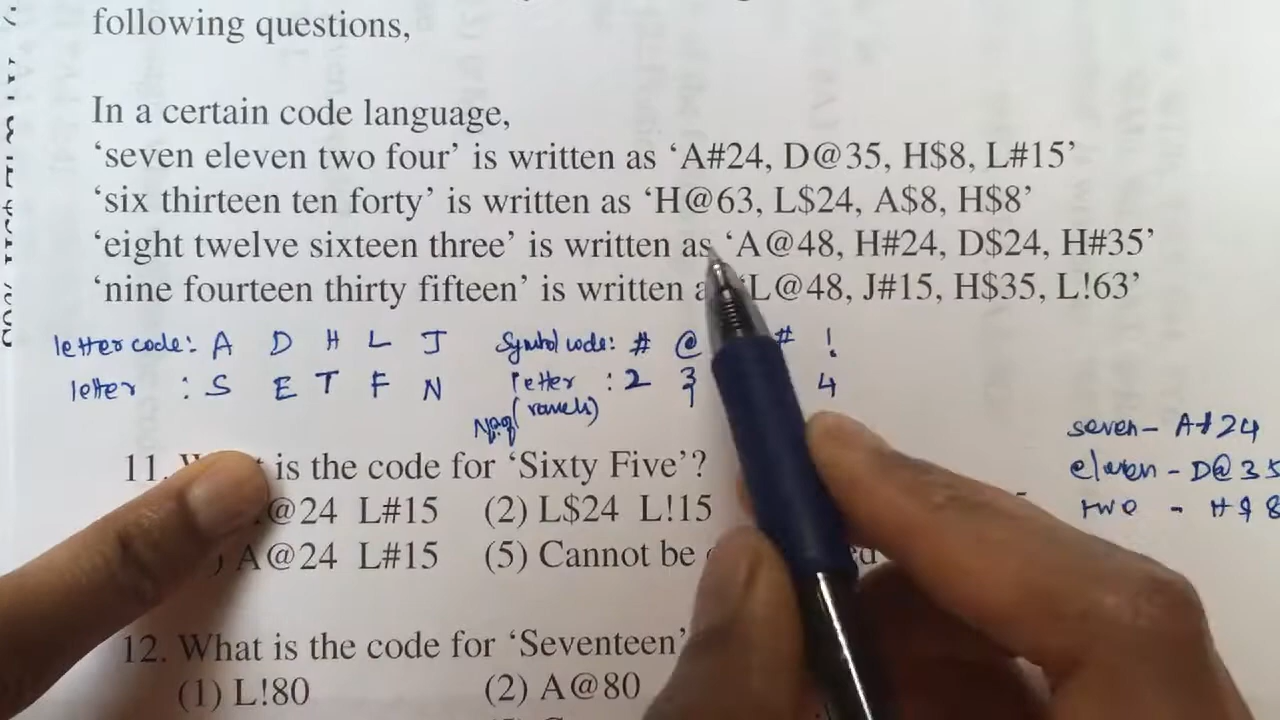 following questions,
In a certain code language,
‘seven eleven two four’ is written as ‘A#24, D@35, H$8, L#15’
‘six thirteen ten forty’ is written as ‘H@63, L$24, A$8, H$8’
‘eight twelve sixteen three’ is written as ‘A@48, H#24, D$24, H#35’
‘nine fourteen thirty fifteen’ is written ‘L@48, J#15, H$35, L!63’
letter code: A D H L J Symbol code: # @ # !
letter : S E T F N letter : 2 3 4
seven - A#24
eleven - D@35
two - H$8
11. is the code for ‘Sixty Five’?
@24 L#15 (2) L$24 L!15
A@24 L#15 (5) Cannot be
12. What is the code for ‘Seventeen’
(1) L!80 (2) A@80